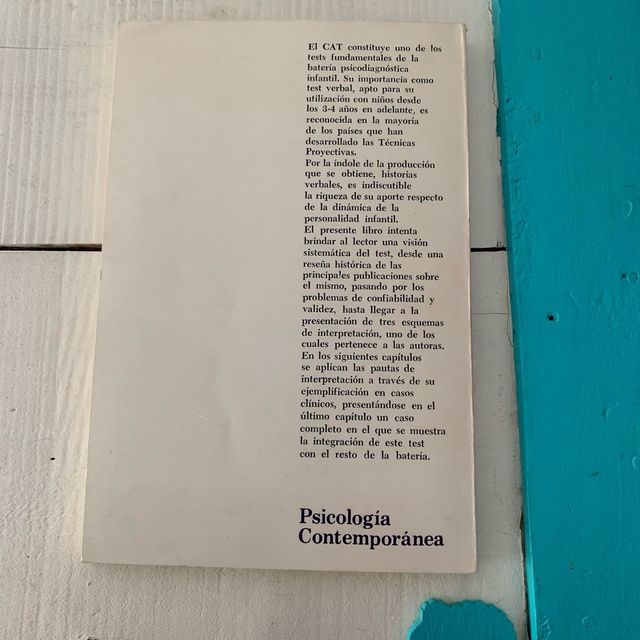 El CAT constituye uno de los
tests fundamentales de la
batería psicodiagnóstica
infantil. Su importancia como
test verbal, apto para su
utilización con niños desde
los 3-4 años en adelante, es
reconocida en la mayoría
de los países que han
desarrollado las Técnicas
Proyectivas.
Por la índole de la producción
que se obtiene, historias
verbales, es indiscutible
la riqueza de su aporte respecto
de la dinámica de la
personalidad infantil.
El presente libro intenta
brindar al lector una visión
sistemática del test, desde una
reseña histórica de las
principales publicaciones sobre
el mismo, pasando por los
problemas de confiabilidad y
validez, hasta llegar a la
presentación de tres esquemas
de interpretación, uno de los
cuales pertenece a las autoras.
En los siguientes capítulos
se aplican las pautas de
interpretación a través de su
ejemplificación en casos
clínicos, presentándose en el
último capítulo un caso
completo en el que se muestra
la integración de este test
con el resto de la batería.
Psicología
Contemporánea